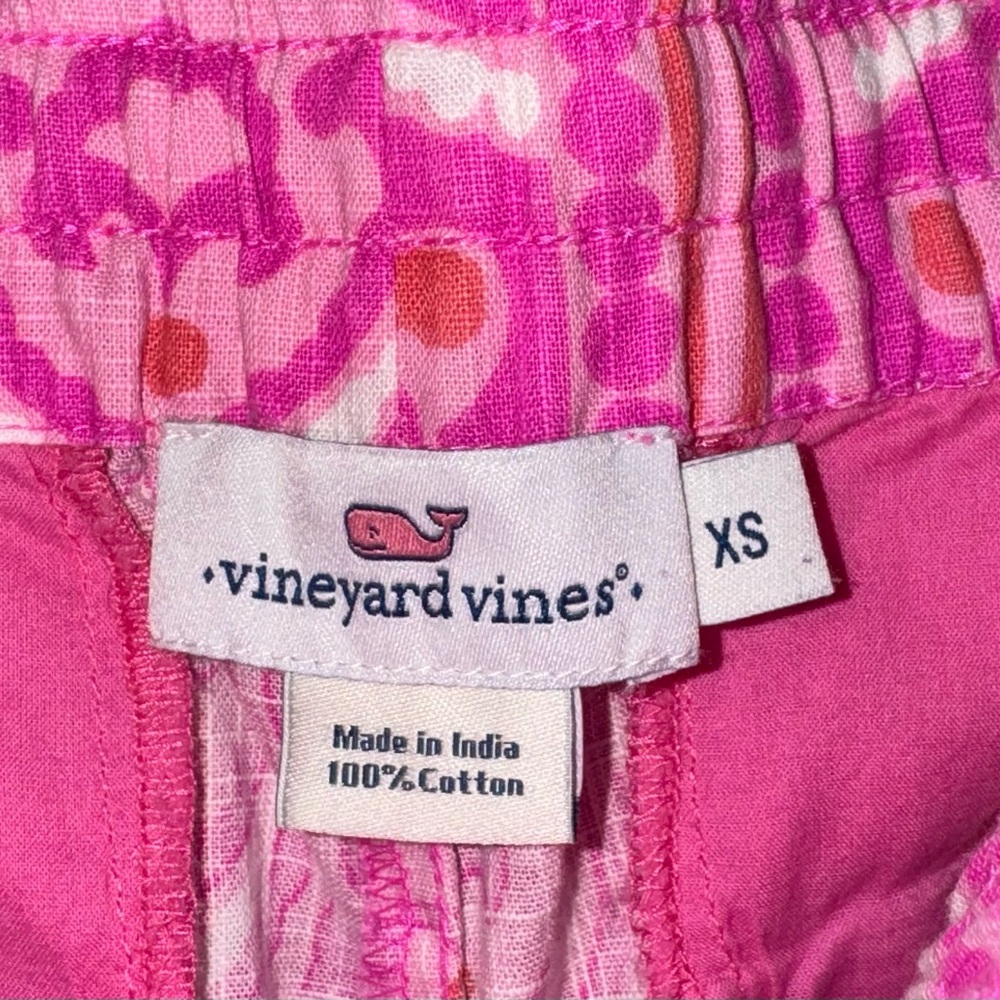 ·vineyard vines°·
XS
Made in India
100% Cotton